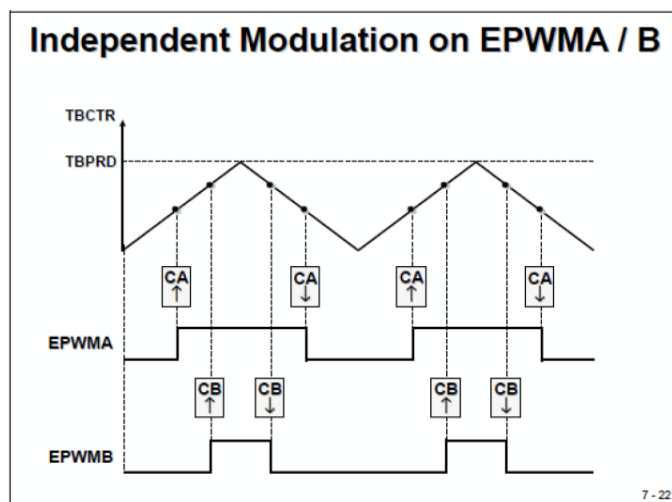 Independent Modulation on EPWMA / B
TBCTR
TBPRD
CA CA CA CA
↑ ↓ ↑ ↓
EPWMA
CB CB CB CB
↑ ↓ ↑ ↓
EPWMB
7 - 22